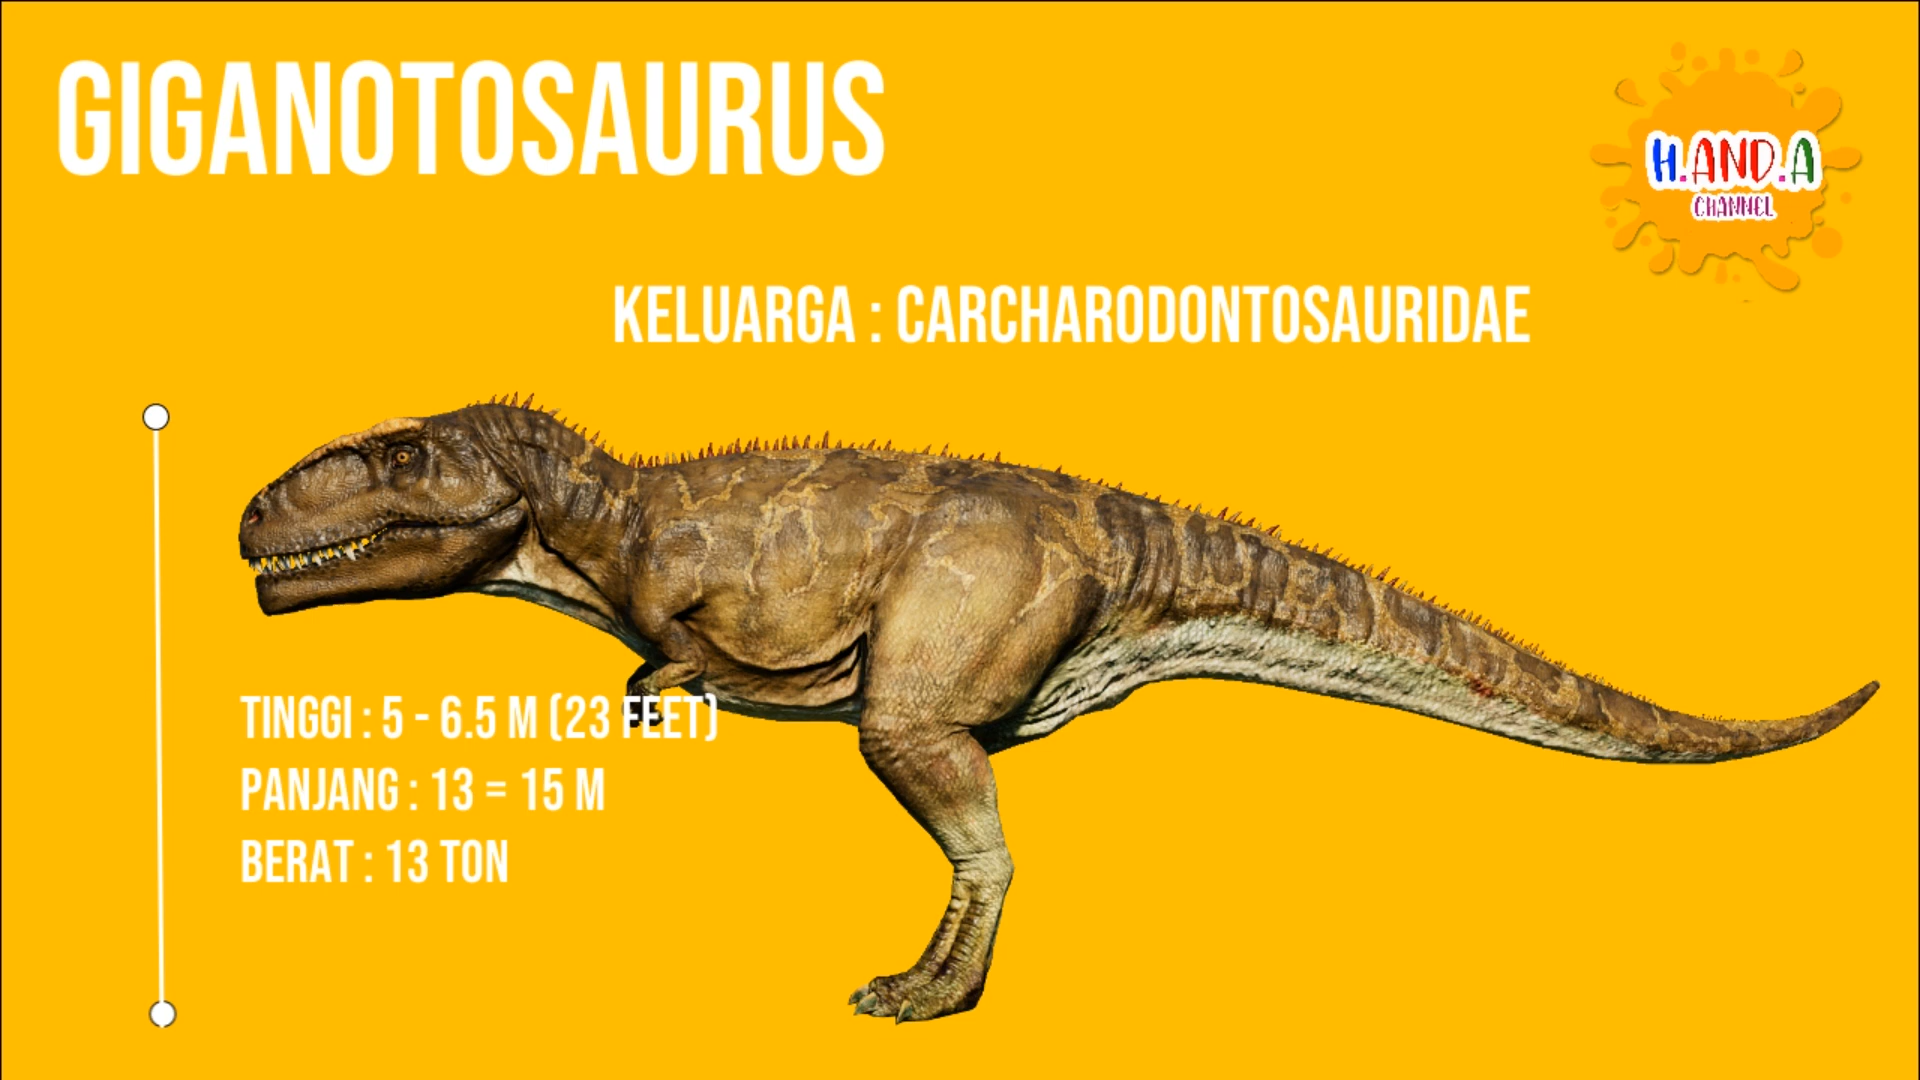 GIGANOTOSAURUS
H.AND.A
CHANNEL
KELUARGA : CARCHARODONTOSAURIDAE
TINGGI : 5 - 6.5 M (23 FEET)
PANJANG : 13 = 15 M
BERAT : 13 TON